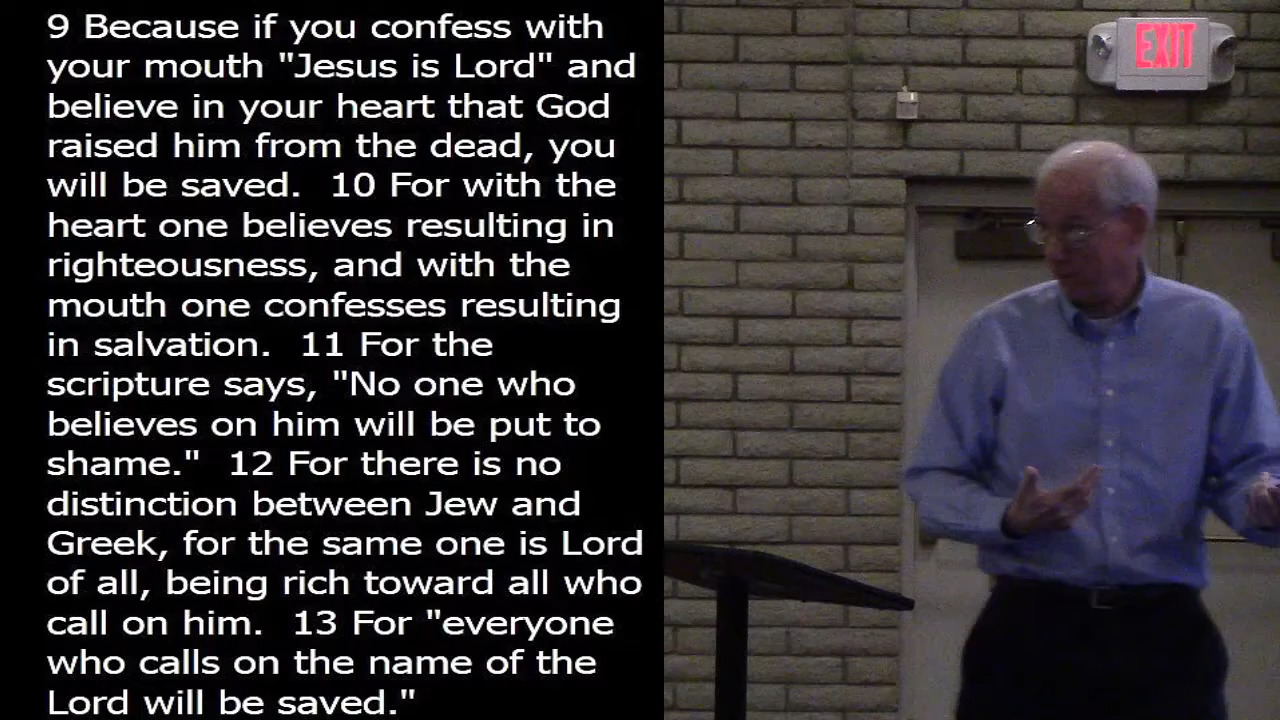 9 Because if you confess with
your mouth "Jesus is Lord" and
believe in your heart that God
raised him from the dead, you
will be saved.  10 For with the
heart one believes resulting in
righteousness, and with the
mouth one confesses resulting
in salvation.  11 For the
scripture says, "No one who
believes on him will be put to
shame."  12 For there is no
distinction between Jew and
Greek, for the same one is Lord
of all, being rich toward all who
call on him.  13 For "everyone
who calls on the name of the
Lord will be saved."
EXIT